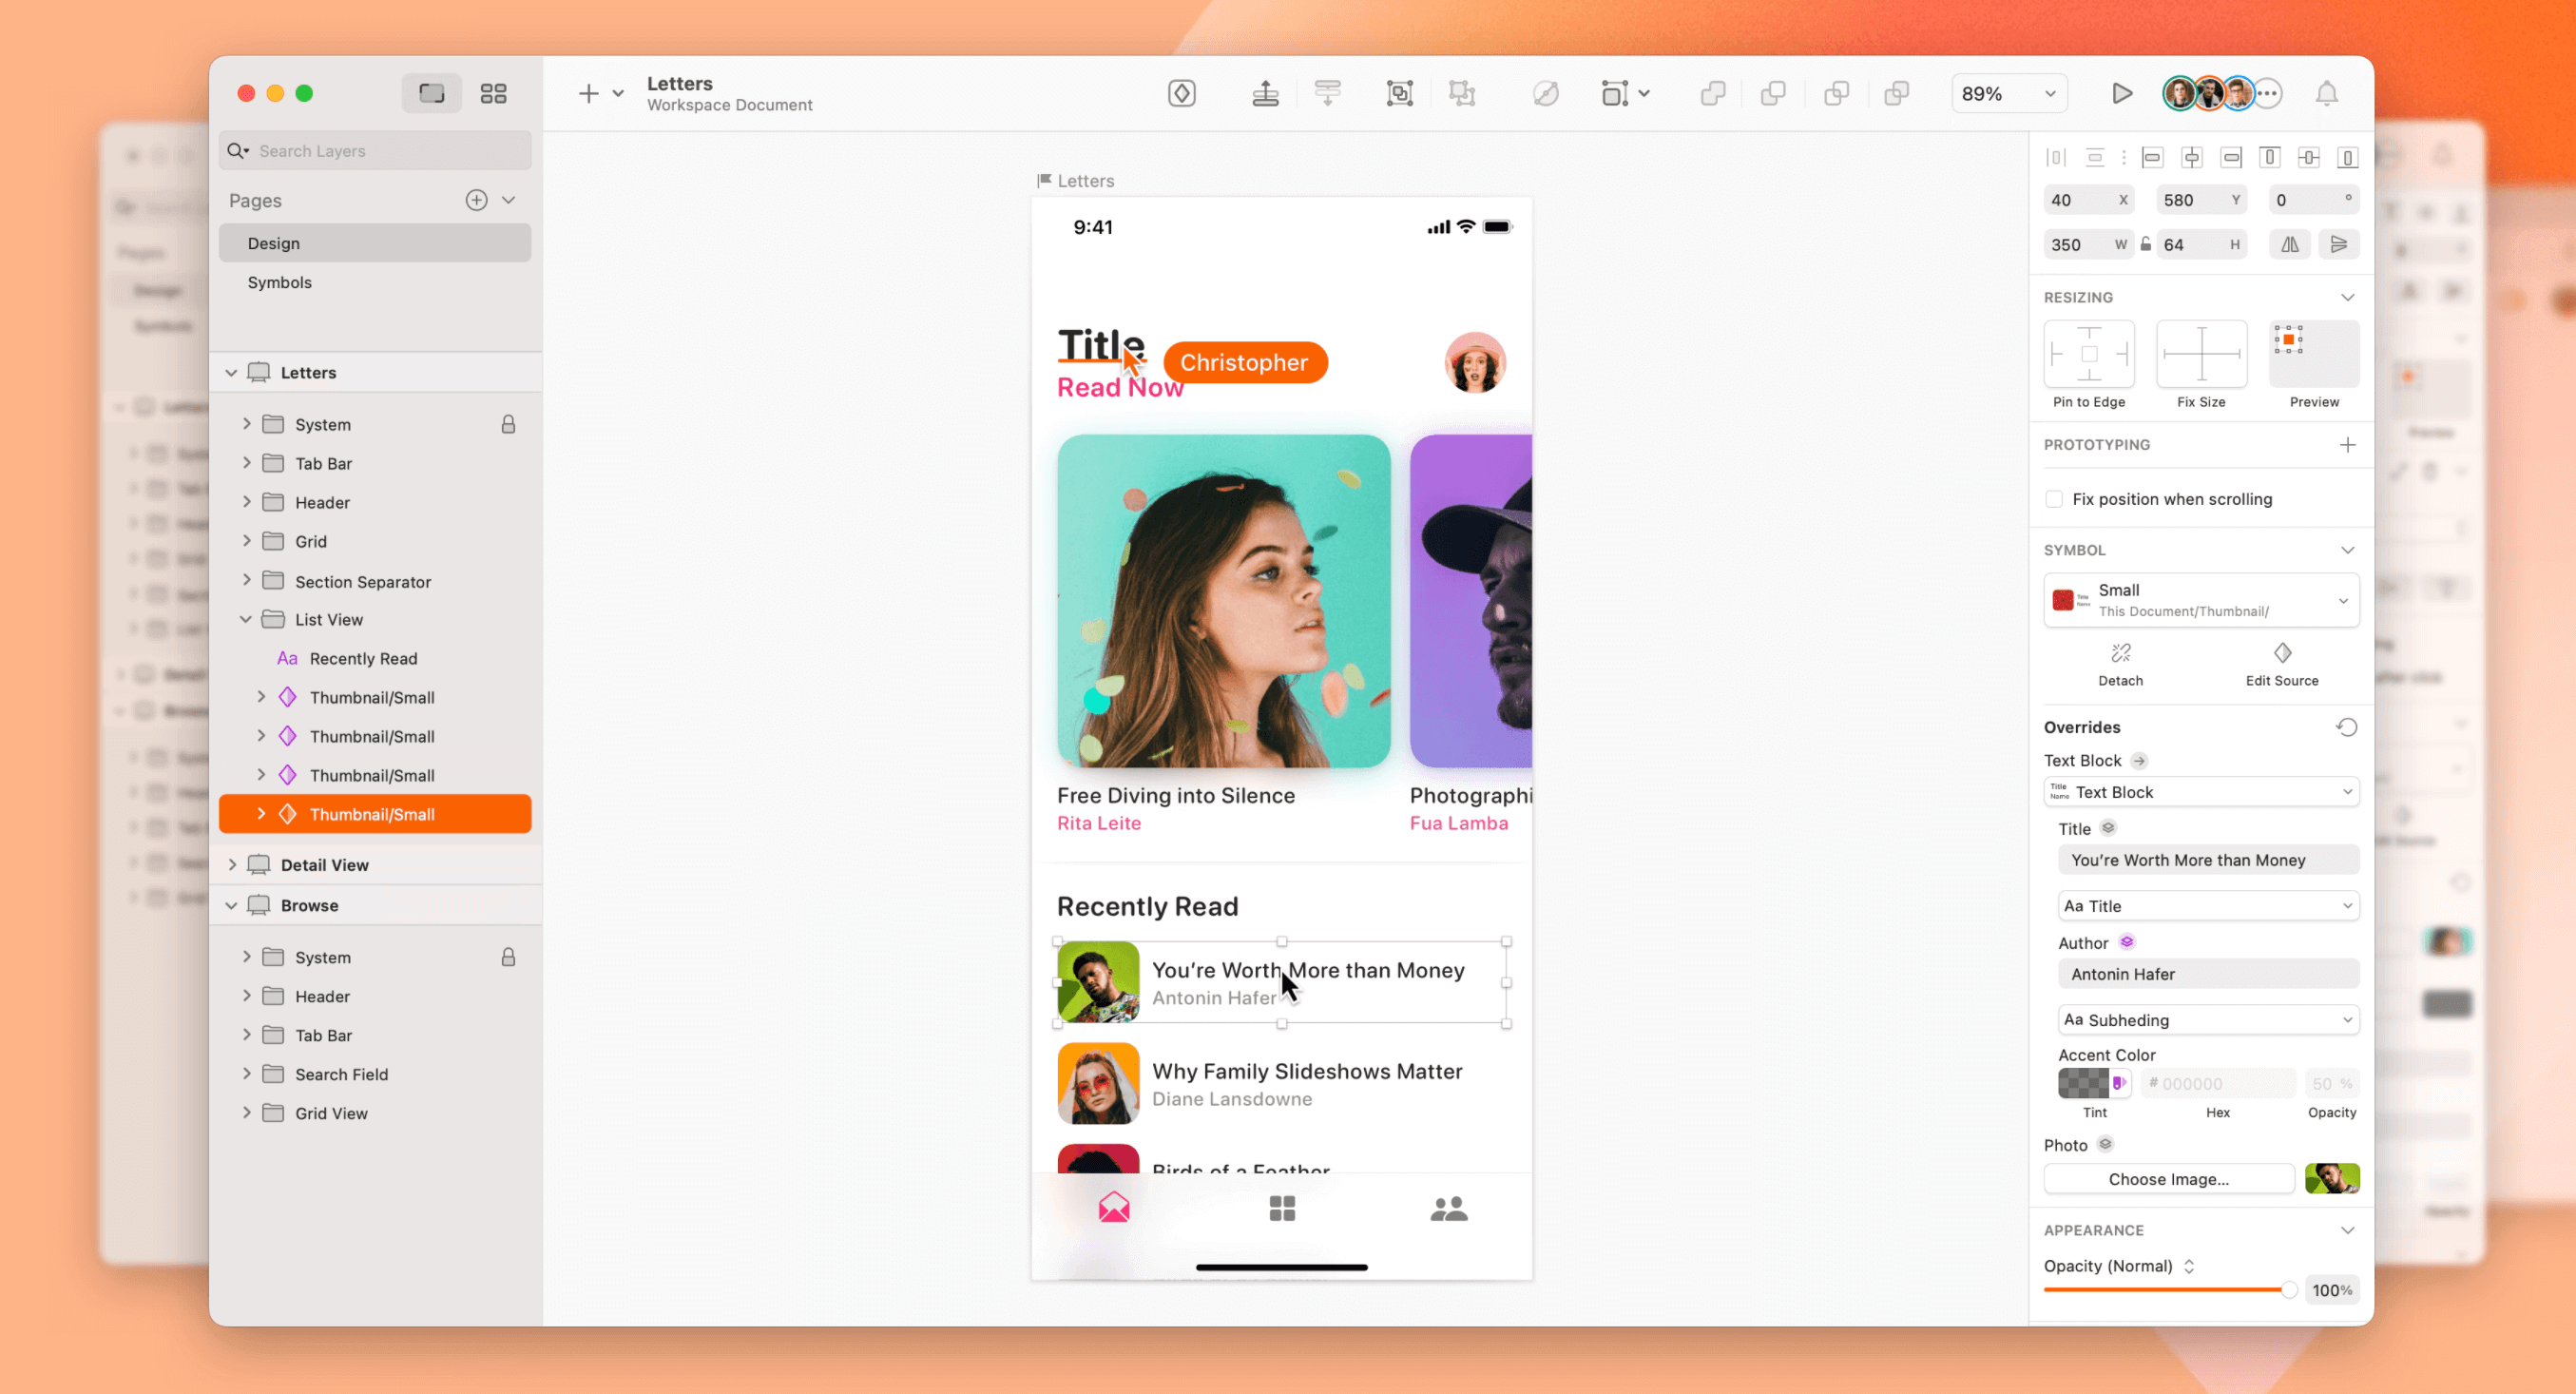 Letters
Workspace Document
89%
Search Layers
Pages
Design
Symbols
Letters
System
Tab Bar
Header
Grid
Section Separator
List View
Aa Recently Read
Thumbnail/Small
Thumbnail/Small
Thumbnail/Small
Thumbnail/Small
Detail View
Browse
System
Header
Tab Bar
Search Field
Grid View
Letters
9:41
Title
Christopher
Read Now
Free Diving into Silence
Rita Leite
Photographi
Fua Lamba
Recently Read
You’re Worth More than Money
Antonin Hafer
Why Family Slideshows Matter
Diane Lansdowne
Birds of a Feather
40 X 580 Y 0 °
350 W 64 H
RESIZING
Pin to Edge Fix Size Preview
PROTOTYPING
Fix position when scrolling
SYMBOL
Small
This Document/Thumbnail/
Title
Name
Detach Edit Source
Overrides
Text Block
Title
Name
Text Block
Title
You’re Worth More than Money
Aa Title
Author
Antonin Hafer
Aa Subheding
Accent Color
# 000000 50 %
Tint Hex Opacity
Photo
Choose Image...
APPEARANCE
Opacity (Normal)
100%